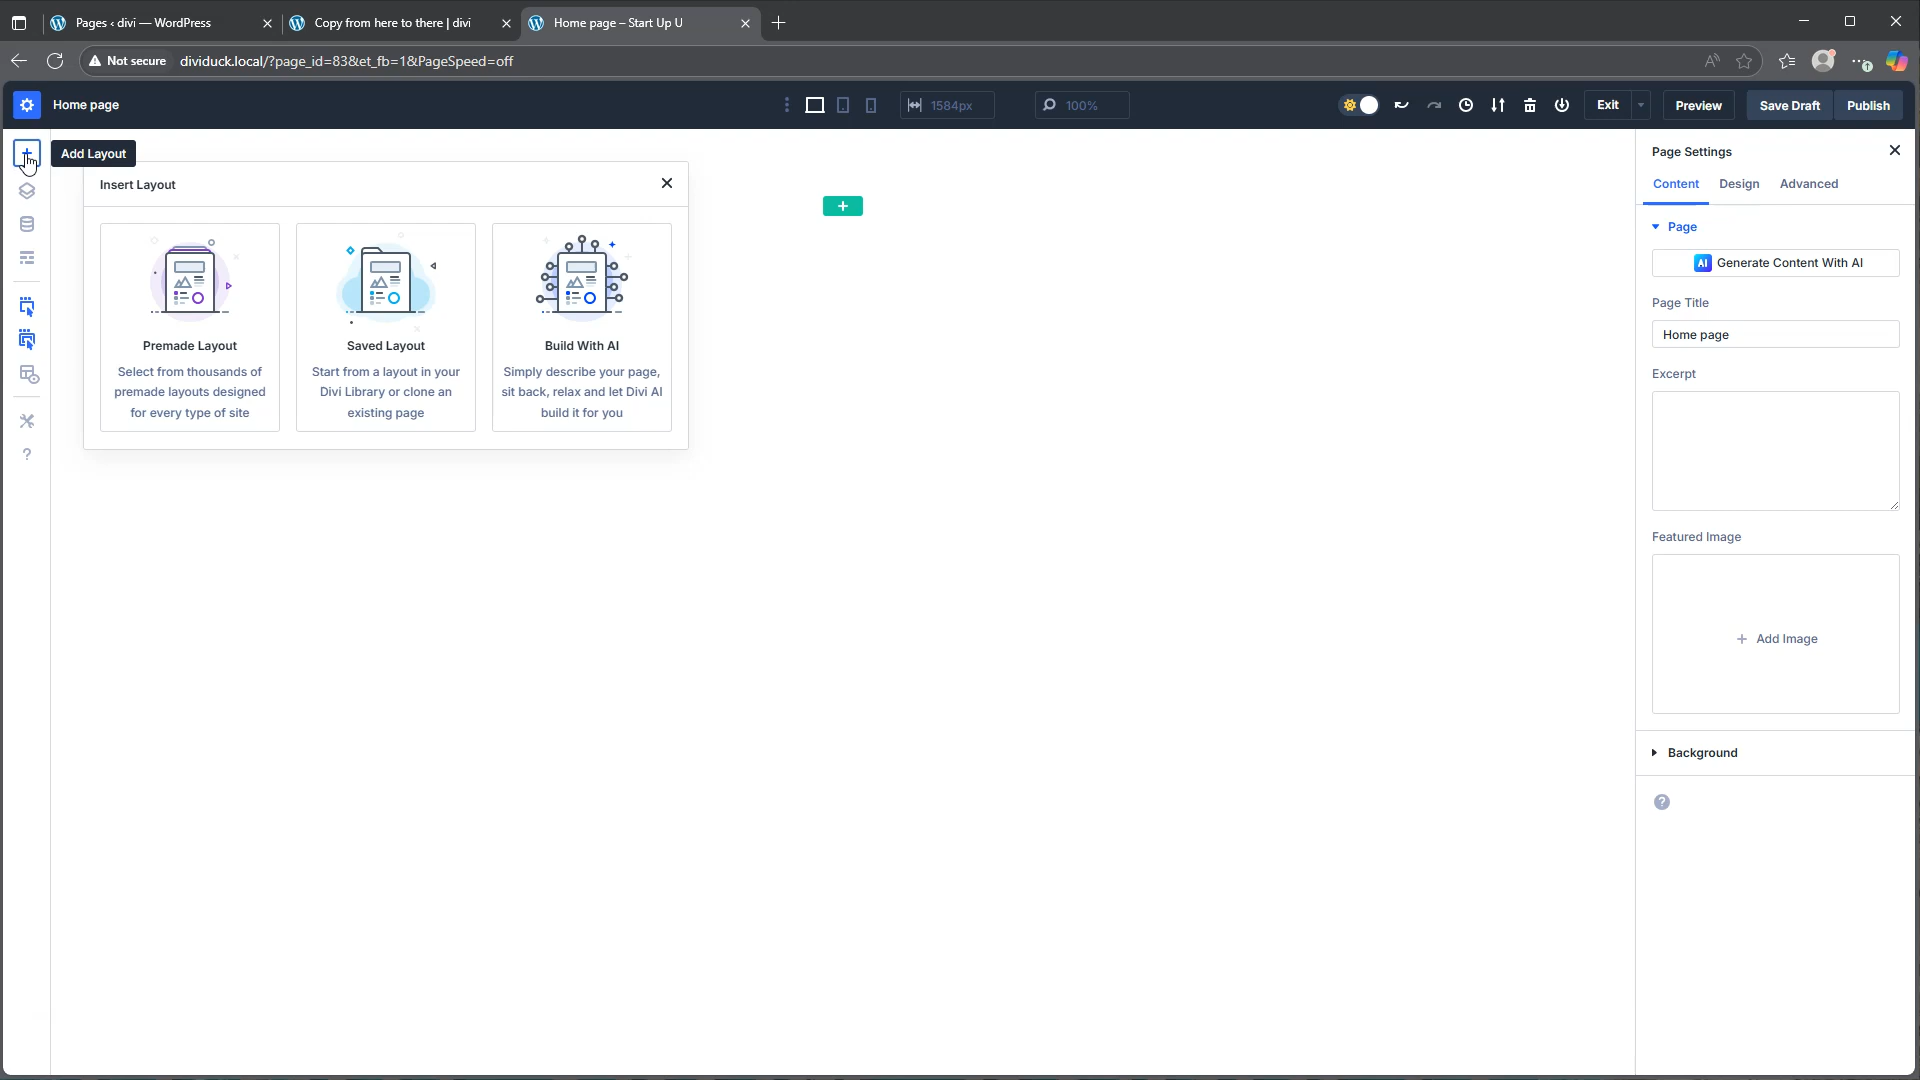 Pages ‹ divi — WordPress
Copy from here to there | divi
Home page – Start Up U
Not secure
dividuck.local/?page_id=83&et_fb=1&PageSpeed=off
Home page
1584px
100%
Exit
Preview
Save Draft
Publish
Add Layout
Insert Layout
Premade Layout
Select from thousands of
premade layouts designed
for every type of site
Saved Layout
Start from a layout in your
Divi Library or clone an
existing page
Build With AI
Simply describe your page,
sit back, relax and let Divi AI
build it for you
Page Settings
Content
Design
Advanced
Page
AI Generate Content With AI
Page Title
Home page
Excerpt
Featured Image
Add Image
Background